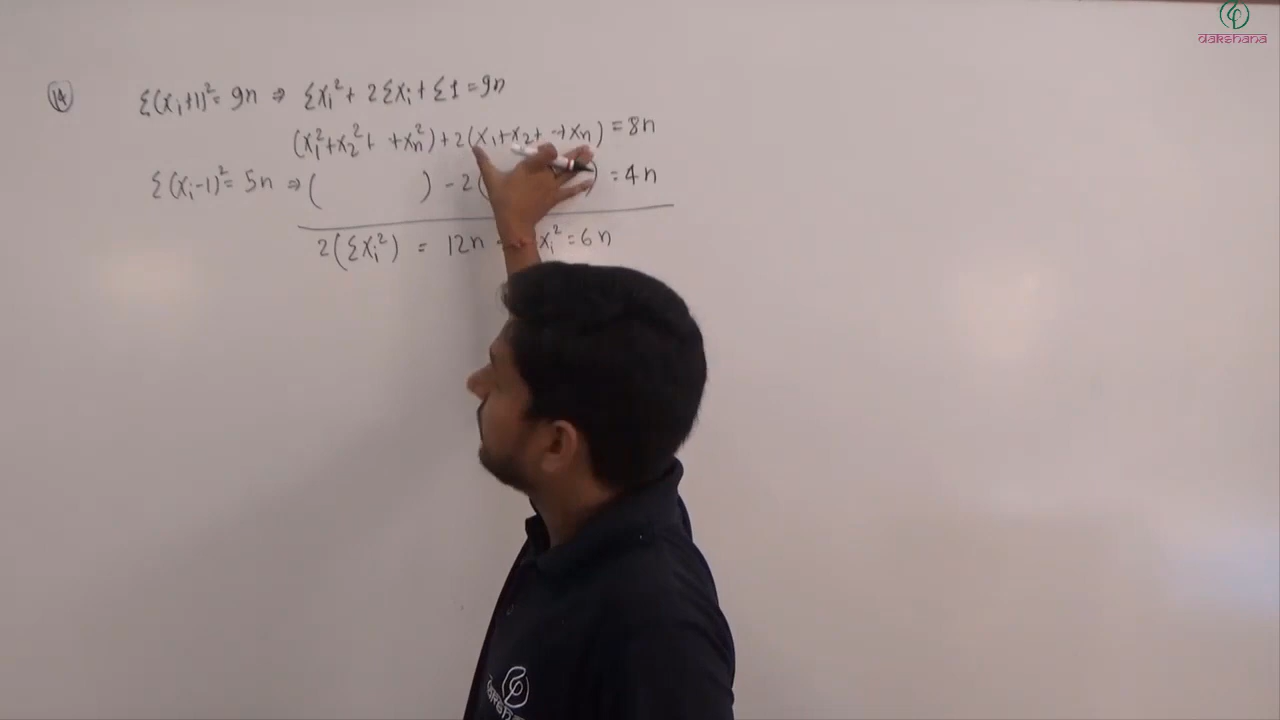 dakshana
14 Σ(xᵢ+1)² = 9n ⇒ Σxᵢ² + 2Σxᵢ + Σ1 = 9n
(x₁²+x₂²+ +xₙ²) + 2(x₁+x₂+ -+xₙ) = 8n
Σ(xᵢ-1)² = 5n ⇒ ( ) - 2( ) = 4n
2(Σxᵢ²) = 12n xᵢ² = 6n